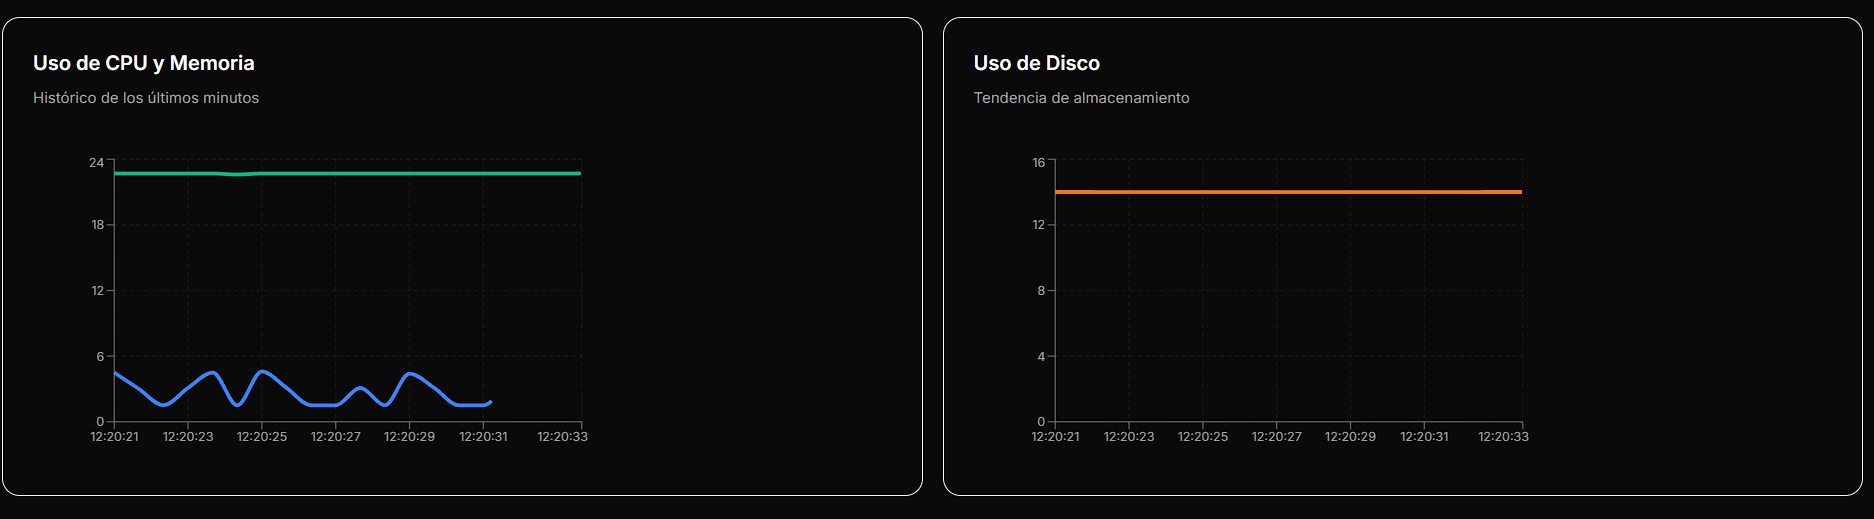 Uso de CPU y Memoria
Histórico de los últimos minutos
24
18
12
6
0
12:20:21 12:20:23 12:20:25 12:20:27 12:20:29 12:20:31 12:20:33
Uso de Disco
Tendencia de almacenamiento
16
12
8
4
0
12:20:21 12:20:23 12:20:25 12:20:27 12:20:29 12:20:31 12:20:33